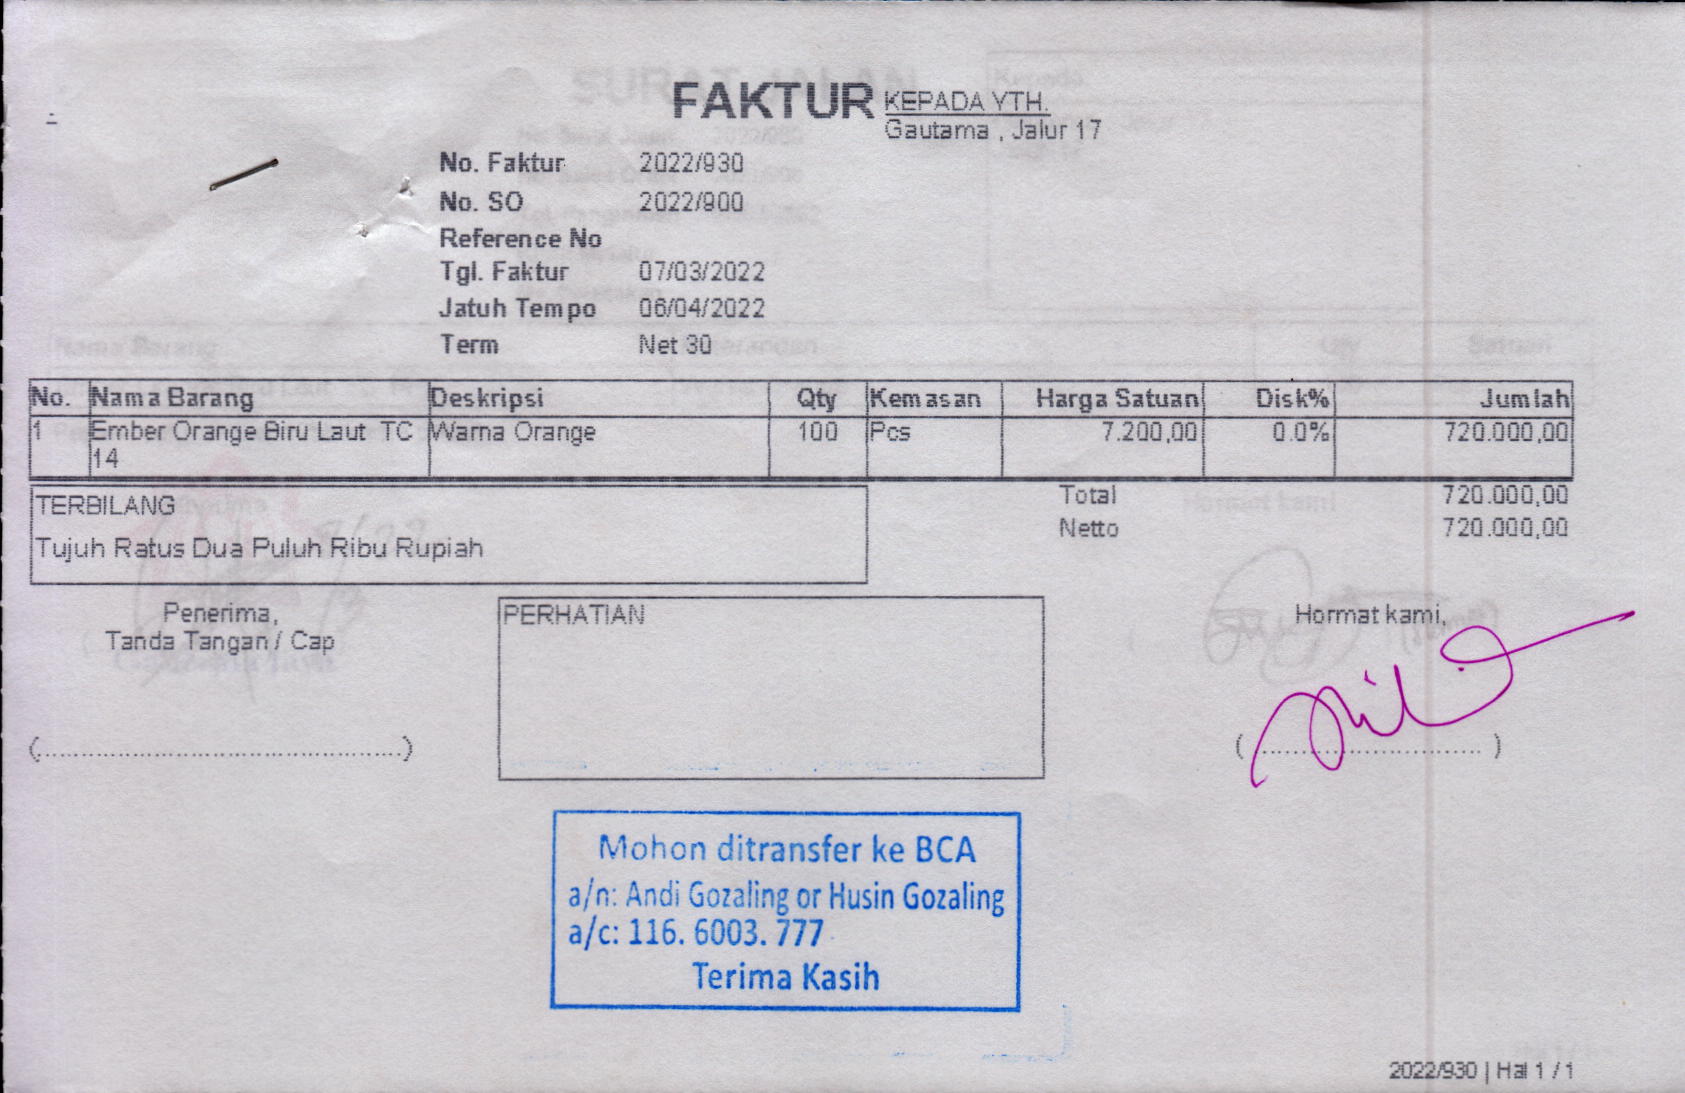 FAKTUR
KEPADA YTH.
Gautama , Jalur 17
No. Faktur 2022/930
No. SO 2022/900
Reference No
Tgl. Faktur 07/03/2022
Jatuh Tempo 06/04/2022
Term Net 30
No. Nama Barang Deskripsi Qty Kemasan Harga Satuan Disk% Jumlah
1 Ember Orange Biru Laut TC Warna Orange 100 Pcs 7.200,00 0.0% 720.000,00
14
TERBILANG
Tujuh Ratus Dua Puluh Ribu Rupiah
Total 720.000,00
Netto 720.000,00
Penerima,
Tanda Tangan / Cap
(..............................................)
PERHATIAN
Hormat kami,
( .............................. )
Mohon ditransfer ke BCA
a/n: Andi Gozaling or Husin Gozaling
a/c: 116. 6003. 777
Terima Kasih
2022/930 | Hal 1 / 1